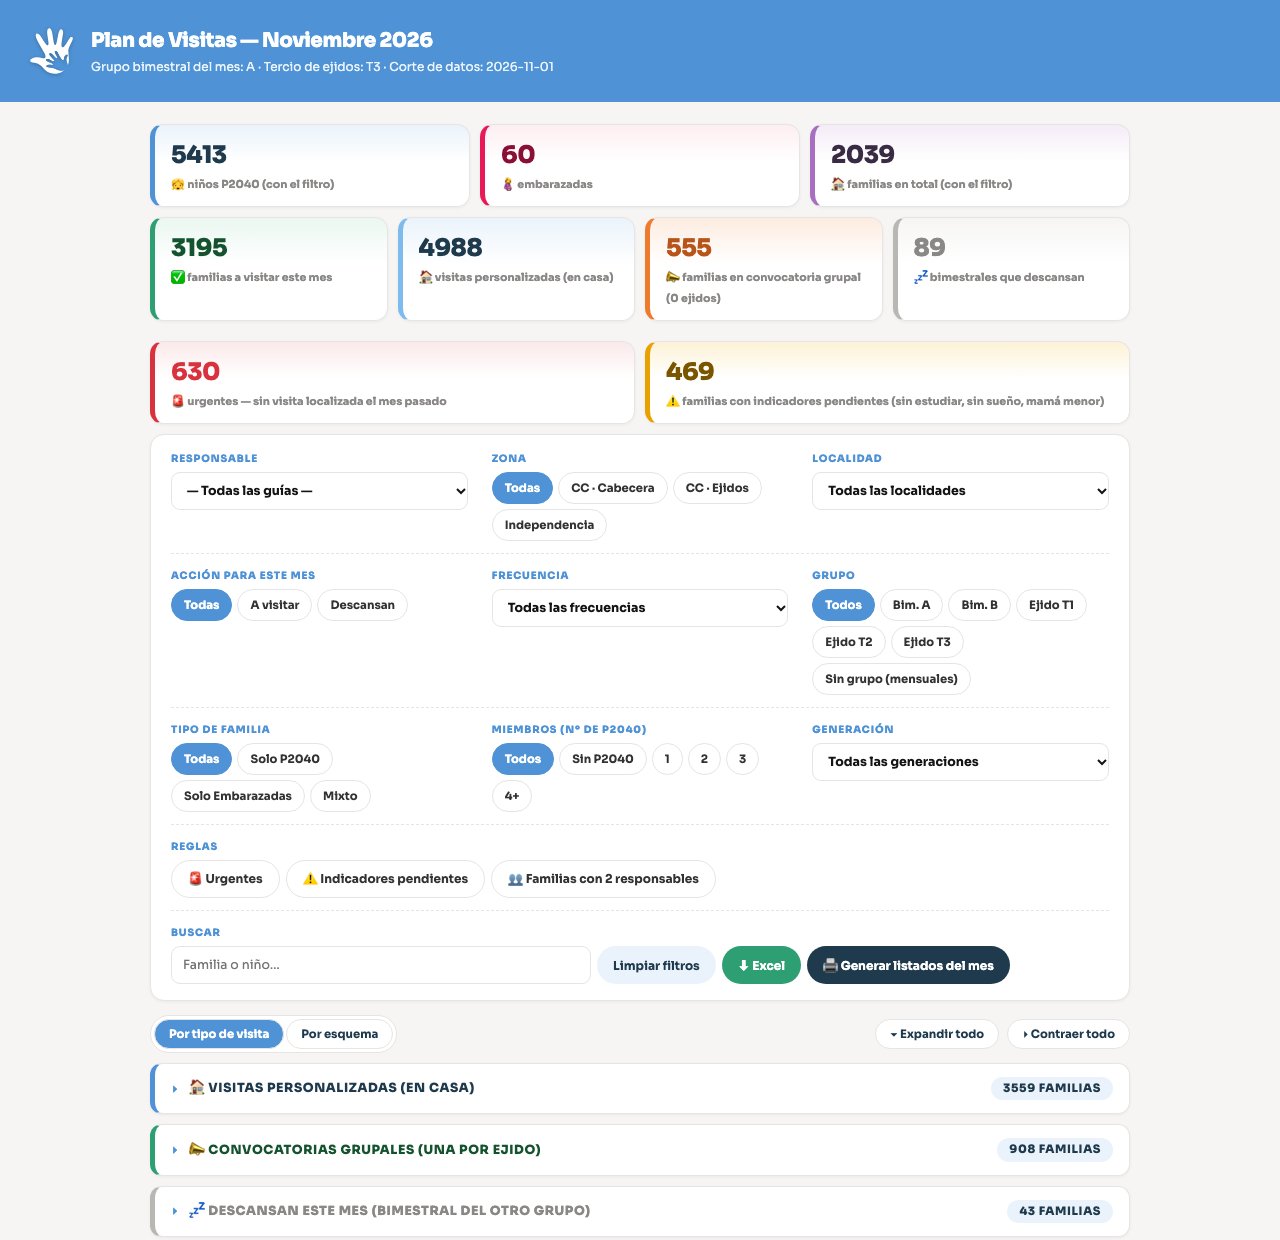 Plan de Visitas — Noviembre 2026
Grupo bimestral del mes: A · Tercio de ejidos: T3 · Corte de datos: 2026-11-01
5413
👧 niños P2040 (con el filtro)
60
🤰 embarazadas
2039
🏠 familias en total (con el filtro)
3195
✅ familias a visitar este mes
4988
🏠 visitas personalizadas (en casa)
555
📣 familias en convocatoria grupal
(0 ejidos)
89
💤 bimestrales que descansan
630
🚨 urgentes — sin visita localizada el mes pasado
469
⚠️ familias con indicadores pendientes (sin estudiar, sin sueño, mamá menor)
RESPONSABLE
— Todas las guías —
ZONA
Todas
CC · Cabecera
CC · Ejidos
Independencia
LOCALIDAD
Todas las localidades
ACCIÓN PARA ESTE MES
Todas
A visitar
Descansan
FRECUENCIA
Todas las frecuencias
GRUPO
Todos
Bim. A
Bim. B
Ejido T1
Ejido T2
Ejido T3
Sin grupo (mensuales)
TIPO DE FAMILIA
Todas
Solo P2040
Solo Embarazadas
Mixto
MIEMBROS (Nº DE P2040)
Todos
Sin P2040
1
2
3
4+
GENERACIÓN
Todas las generaciones
REGLAS
🚨 Urgentes
⚠️ Indicadores pendientes
👥 Familias con 2 responsables
BUSCAR
Familia o niño...
Limpiar filtros
⬇ Excel
🖨️ Generar listados del mes
Por tipo de visita
Por esquema
▾ Expandir todo
▸ Contraer todo
▸ 🏠 VISITAS PERSONALIZADAS (EN CASA)
3559 FAMILIAS
▸ 📣 CONVOCATORIAS GRUPALES (UNA POR EJIDO)
908 FAMILIAS
▸ 💤 DESCANSAN ESTE MES (BIMESTRAL DEL OTRO GRUPO)
43 FAMILIAS